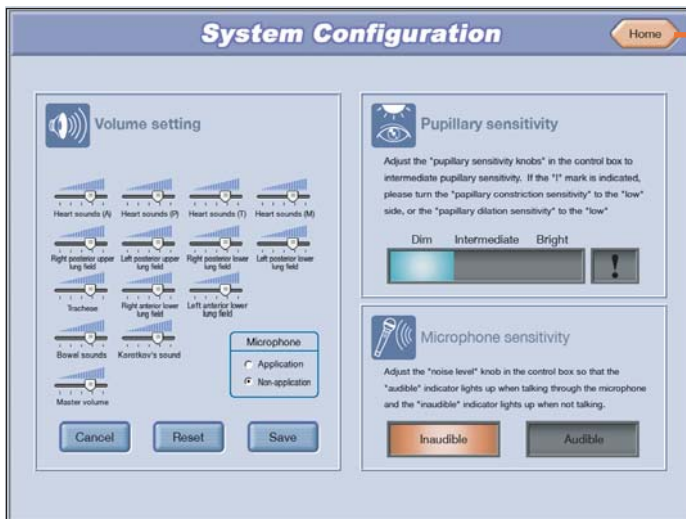 System Configuration
Home
Volume setting
Heart sounds (A) Heart sounds (P) Heart sounds (T) Heart sounds (M)
Right posterior upper lung field
Left posterior upper lung field
Right posterior lower lung field
Left posterior lower lung field
Tracheae
Right anterior lower lung field
Left anterior lower lung field
Bowel sounds Korotkov's sound
Master volume
Microphone
Application
Non-application
Cancel Reset Save
Pupillary sensitivity
Adjust the "pupillary sensitivity knobs" in the control box to
intermediate pupillary sensitivity. If the "!" mark is indicated,
please turn the "papillary constriction sensitivity" to the "low"
side, or the "papillary dilation sensitivity" to the "low"
Dim Intermediate Bright
!
Microphone sensitivity
Adjust the "noise level" knob in the control box so that the
"audible" indicator lights up when talking through the microphone
and the "inaudible" indicator lights up when not talking.
Inaudible Audible